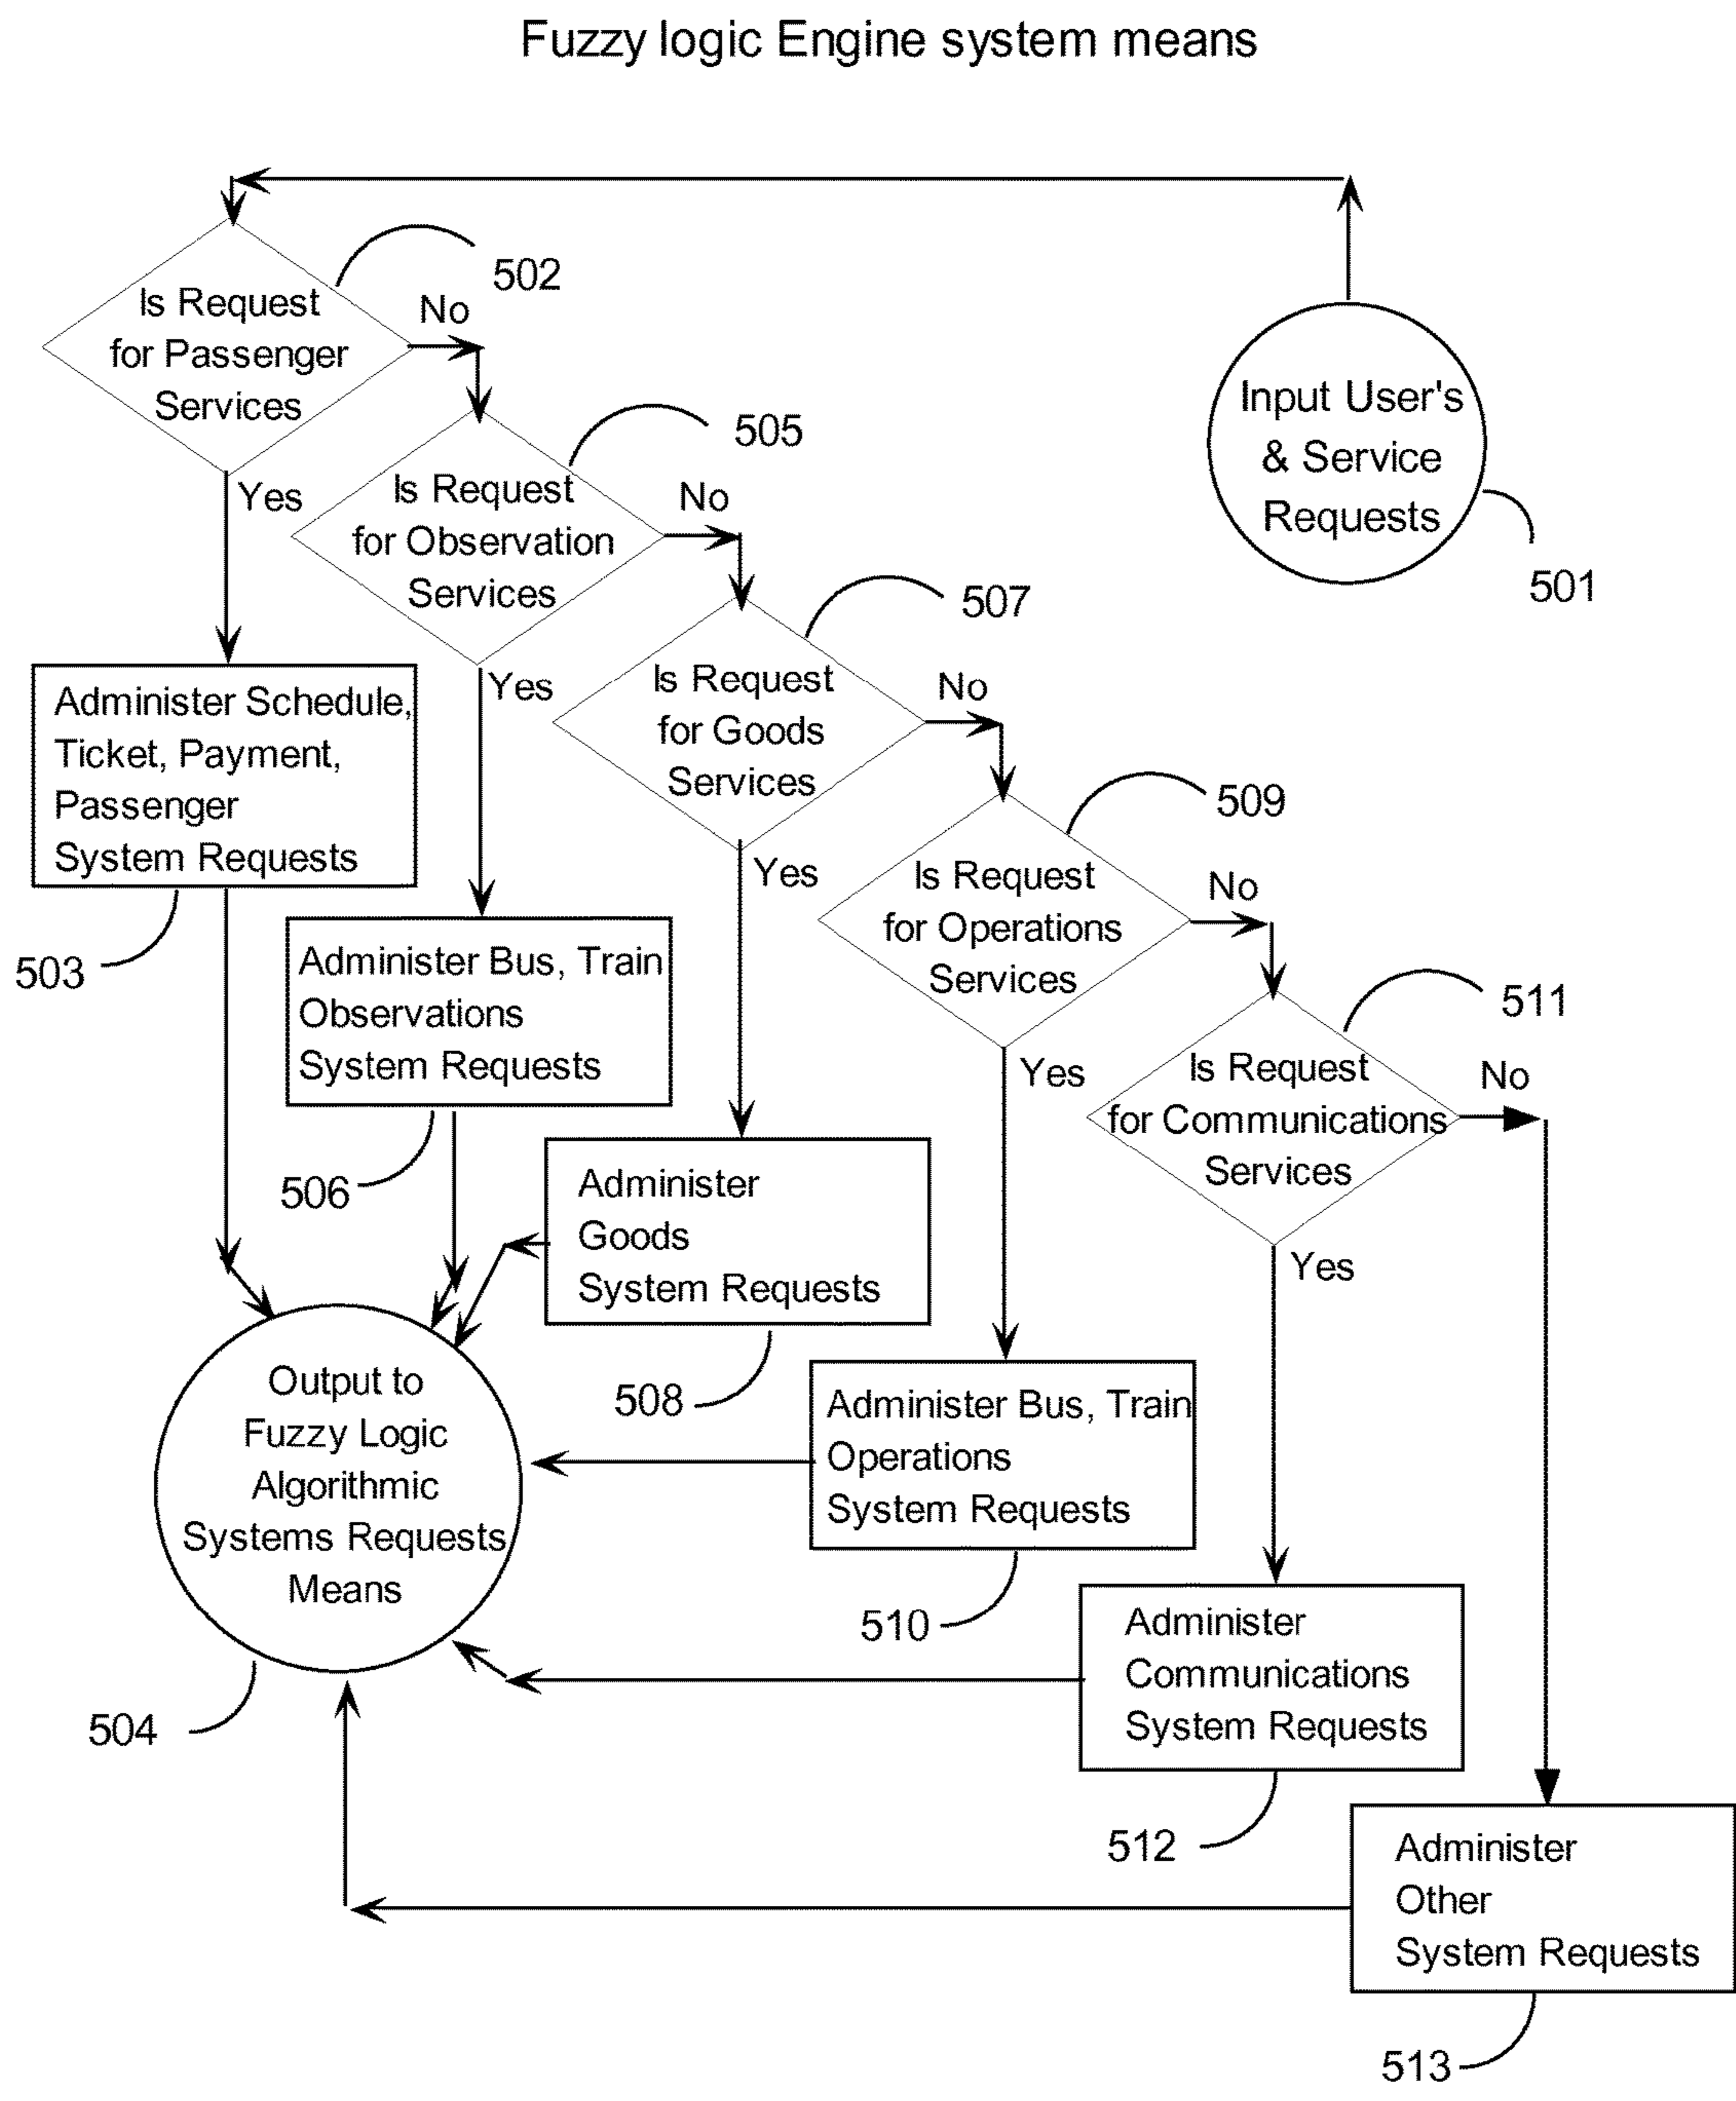 Fuzzy logic Engine system means
502
Is Request
for Passenger
Services
No
Yes
Input User's
& Service
Requests
501
505
Is Request
for Observation
Services
No
Yes
507
Is Request
for Goods
Services
No
Yes
Administer Schedule,
Ticket, Payment,
Passenger
System Requests
503
509
Is Request
for Operations
Services
No
Yes
Administer Bus, Train
Observations
System Requests
506
511
Is Request
for Communications
Services
No
Yes
Administer
Goods
System Requests
508
Output to
Fuzzy Logic
Algorithmic
Systems Requests
Means
504
Administer Bus, Train
Operations
System Requests
510
Administer
Communications
System Requests
512
Administer
Other
System Requests
513